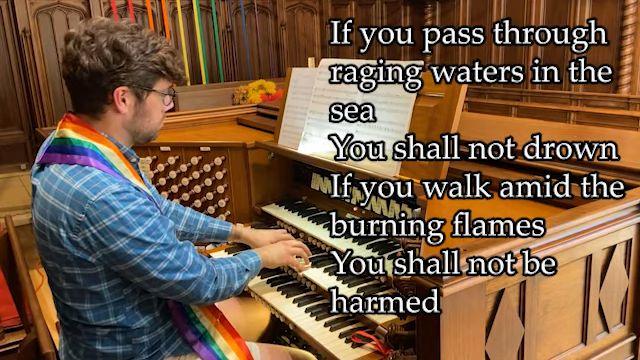 If you pass through
raging waters in the
sea
You shall not drown
If you walk amid the
burning flames
You shall not be
harmed